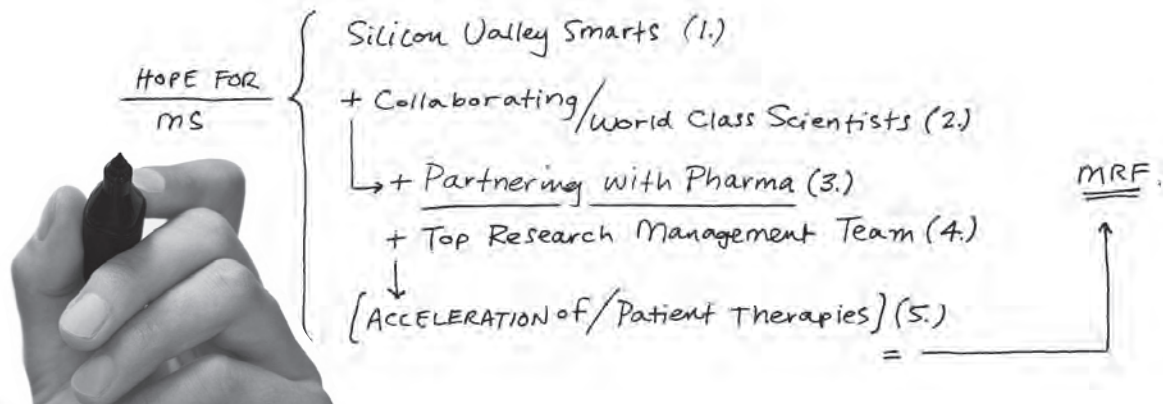 Silicon Valley Smarts (1.)
HOPE FOR
MS
+ Collaborating/World Class Scientists (2.)
+ Partnering with Pharma (3.)
MRF.
+ Top Research Management Team (4.)
[ACCELERATION of/Patient Therapies] (5.)
=